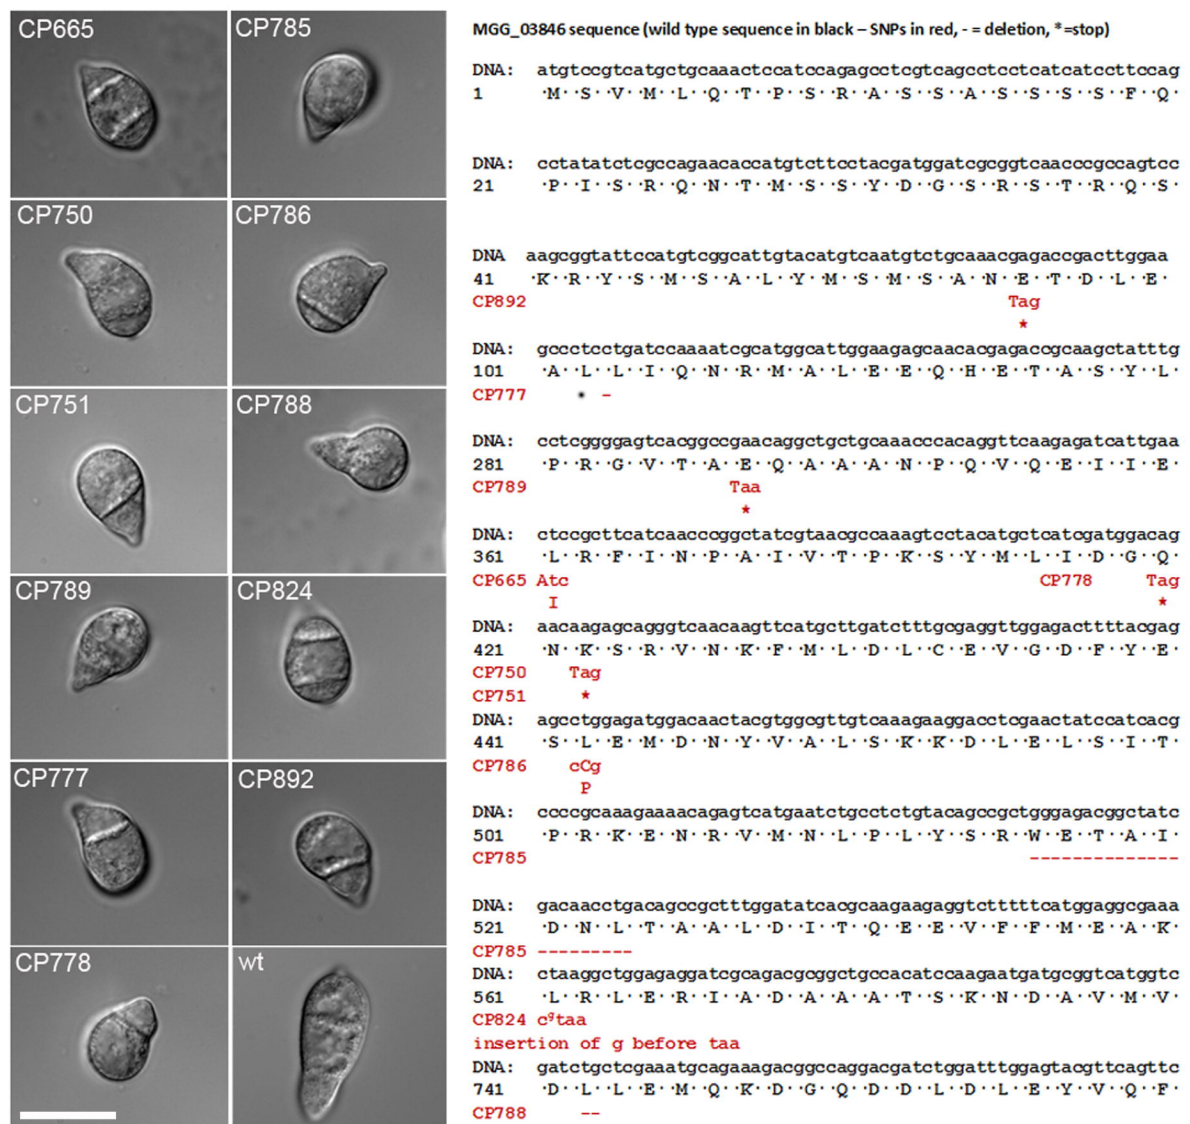 CP665
CP785
CP750
CP786
CP751
CP788
CP789
CP824
CP777
CP892
CP778
wt
MGG_03846 sequence (wild type sequence in black – SNPs in red, - = deletion, *=stop)
DNA: atgtccgtcatgctgcaaactccatccagagcctcgtcagcctcctcatcatccttccag
1 ·M··S··V··M··L··Q··T··P··S··R··A··S··S··A··S··S··S··S··F··Q·
DNA: cctatatctcgccagaacaccatgtcttcctacgatggatcgcggtcaacccgccagtcc
21 ·P··I··S··R··Q··N··T··M··S··S··Y··D··G··S··R··S··T··R··Q··S·
DNA aagcggtattccatgtcggcattgtacatgtcaatgtctgcaaacgagaccgacttggaa
41 ·K··R··Y··S··M··S··A··L··Y··M··S··M··S··A··N··E··T··D··L··E·
CP892 Tag
*
DNA: gccctcctgatccaaaatcgcatggcattggaagagcaacacgagaccgcaagctatttg
101 ·A··L··L··I··Q··N··R··M··A··L··E··E··Q··H··E··T··A··S··Y··L·
CP777 * -
DNA: cctcggggagtcacggccgaacaggctgctgcaaacccacaggttcaagagatcattgaa
281 ·P··R··G··V··T··A··E··Q··A··A··A··N··P··Q··V··Q··E··I··I··E·
CP789 Taa
*
DNA: ctccgcttcatcaacccggctatcgtaacgccaaagtcctacatgctcatcgatggacag
361 ·L··R··F··I··N··P··A··I··V··T··P··K··S··Y··M··L··I··D··G··Q·
CP665 Atc CP778 Tag
I *
DNA: aacaagagcagggtcaacaagttcatgcttgatctttgcgaggttggagacttttacgag
421 ·N··K··S··R··V··N··K··F··M··L··D··L··C··E··V··G··D··F··Y··E·
CP750 Tag
CP751 *
DNA: agcctggagatggacaactacgtggcgttgtcaaagaaggacctcgaactatccatcacg
441 ·S··L··E··M··D··N··Y··V··A··L··S··K··K··D··L··E··L··S··I··T·
CP786 cCg
P
DNA: ccccgcaaagaaaacagagtcatgaatctgcctctgtacagccgctgggagacggctatc
501 ·P··R··K··E··N··R··V··M··N··L··P··L··Y··S··R··W··E··T··A··I·
CP785 --------------
DNA: gacaacctgacagccgctttggatatcacgcaagaagaggtctttttcatggaggcgaaa
521 ·D··N··L··T··A··A··L··D··I··T··Q··E··E··V··F··F··M··E··A··K·
CP785 ---------
DNA: ctaaggctggagaggatcgcagacgcggctgccacatccaagaatgatgcggtcatggtc
561 ·L··R··L··E··R··I··A··D··A··A··A··T··S··K··N··D··A··V··M··V·
CP824 cgtaa
insertion of g before taa
DNA: gatctgctcgaaatgcagaaagacggccaggacgatctggatttggagtacgttcagttc
741 ·D··L··L··E··M··Q··K··D··G··Q··D··D··L··D··L··E··Y··V··Q··F·
CP788 --